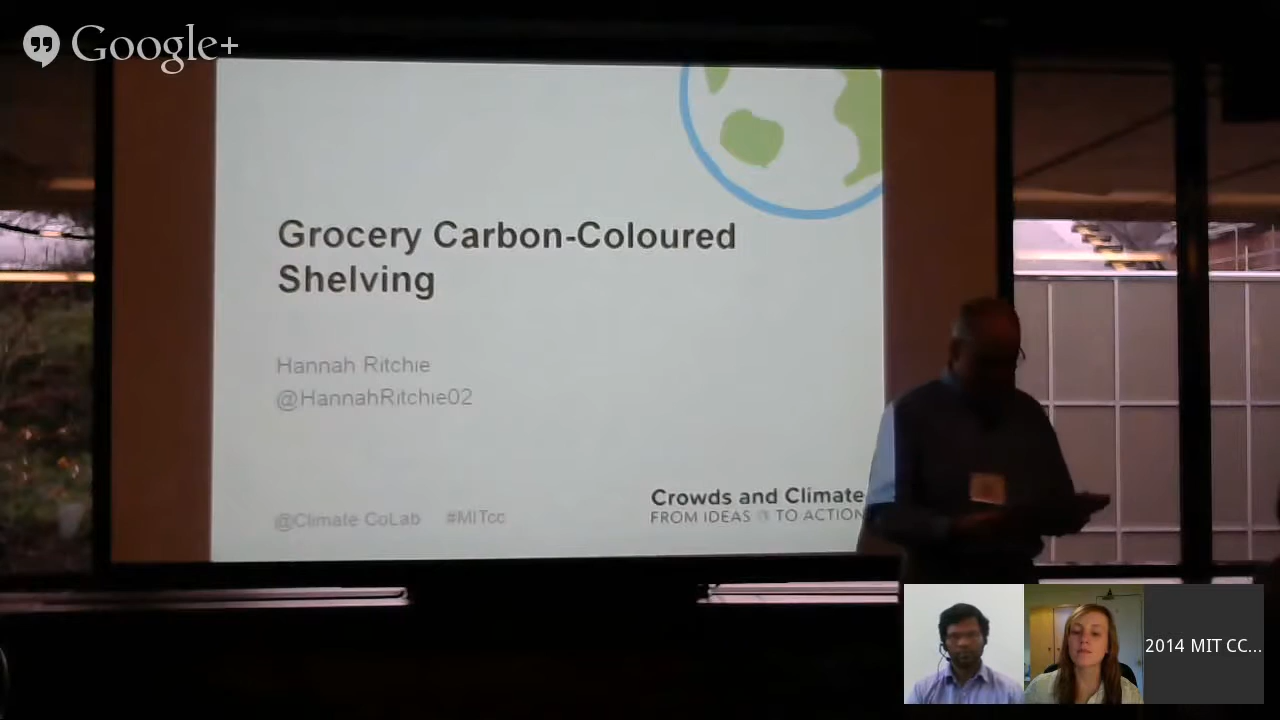 Google+
Grocery Carbon-Coloured
Shelving
Hannah Ritchie
@HannahRitchie02
@Climate CoLab #MITcc
Crowds and Climate
FROM IDEAS TO ACTION
2014 MIT CC...